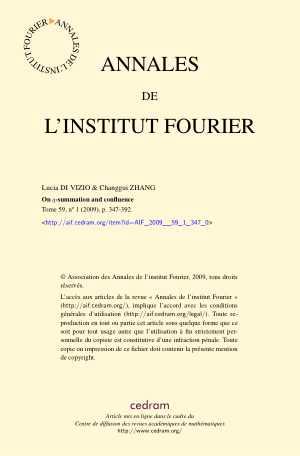 ANNALES DE L'INSTITUT FOURIER
ANNALES
DE
L'INSTITUT FOURIER
Lucia DI VIZIO & Changgui ZHANG
On q-summation and confluence
Tome 59, nº 1 (2009), p. 347-392.
<http://aif.cedram.org/item?id=AIF_2009__59_1_347_0>
© Association des Annales de l'institut Fourier, 2009, tous droits
réservés.
L'accès aux articles de la revue « Annales de l'institut Fourier »
(http://aif.cedram.org/), implique l'accord avec les conditions
générales d'utilisation (http://aif.cedram.org/legal/). Toute re-
production en tout ou partie cet article sous quelque forme que ce
soit pour tout usage autre que l'utilisation à fin strictement per-
sonnelle du copiste est constitutive d'une infraction pénale. Toute
copie ou impression de ce fichier doit contenir la présente mention
de copyright.
cedram
Article mis en ligne dans le cadre du
Centre de diffusion des revues académiques de mathématiques
http://www.cedram.org/